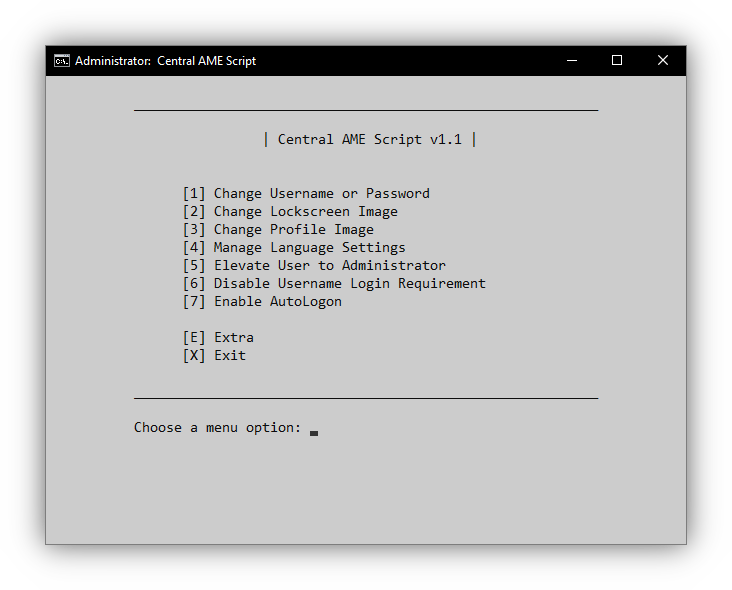 Administrator:  Central AME Script
│ Central AME Script v1.1 │
[1] Change Username or Password
[2] Change Lockscreen Image
[3] Change Profile Image
[4] Manage Language Settings
[5] Elevate User to Administrator
[6] Disable Username Login Requirement
[7] Enable AutoLogon
[E] Extra
[X] Exit
Choose a menu option: